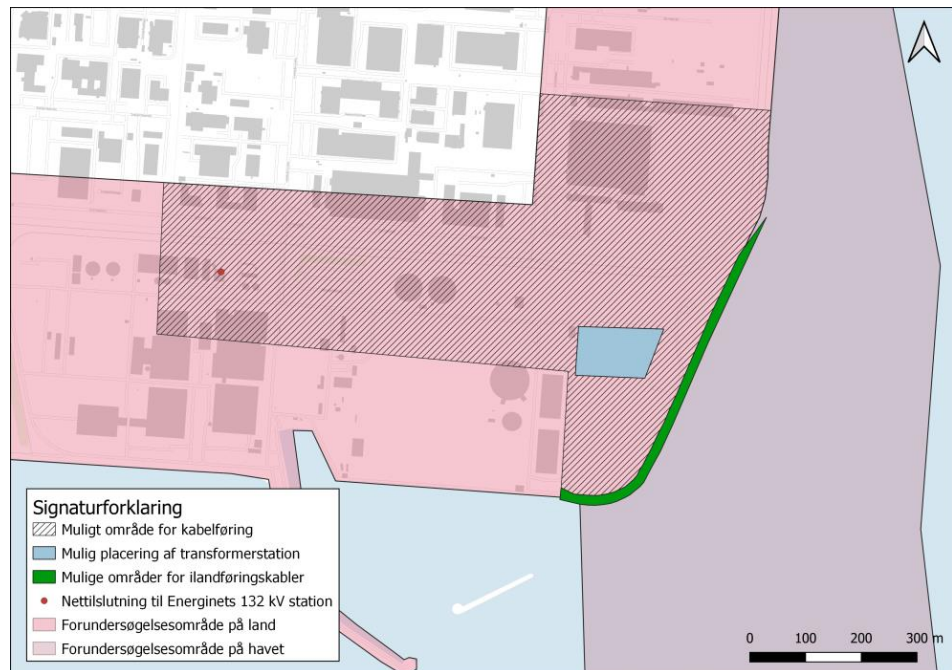 Signaturforklaring
Muligt område for kabelføring
Mulig placering af transformerstation
Mulige områder for ilandføringskabler
Nettilslutning til Energinets 132 kV station
Forundersøgelsesområde på land
Forundersøgelsesområde på havet
0 100 200 300 m